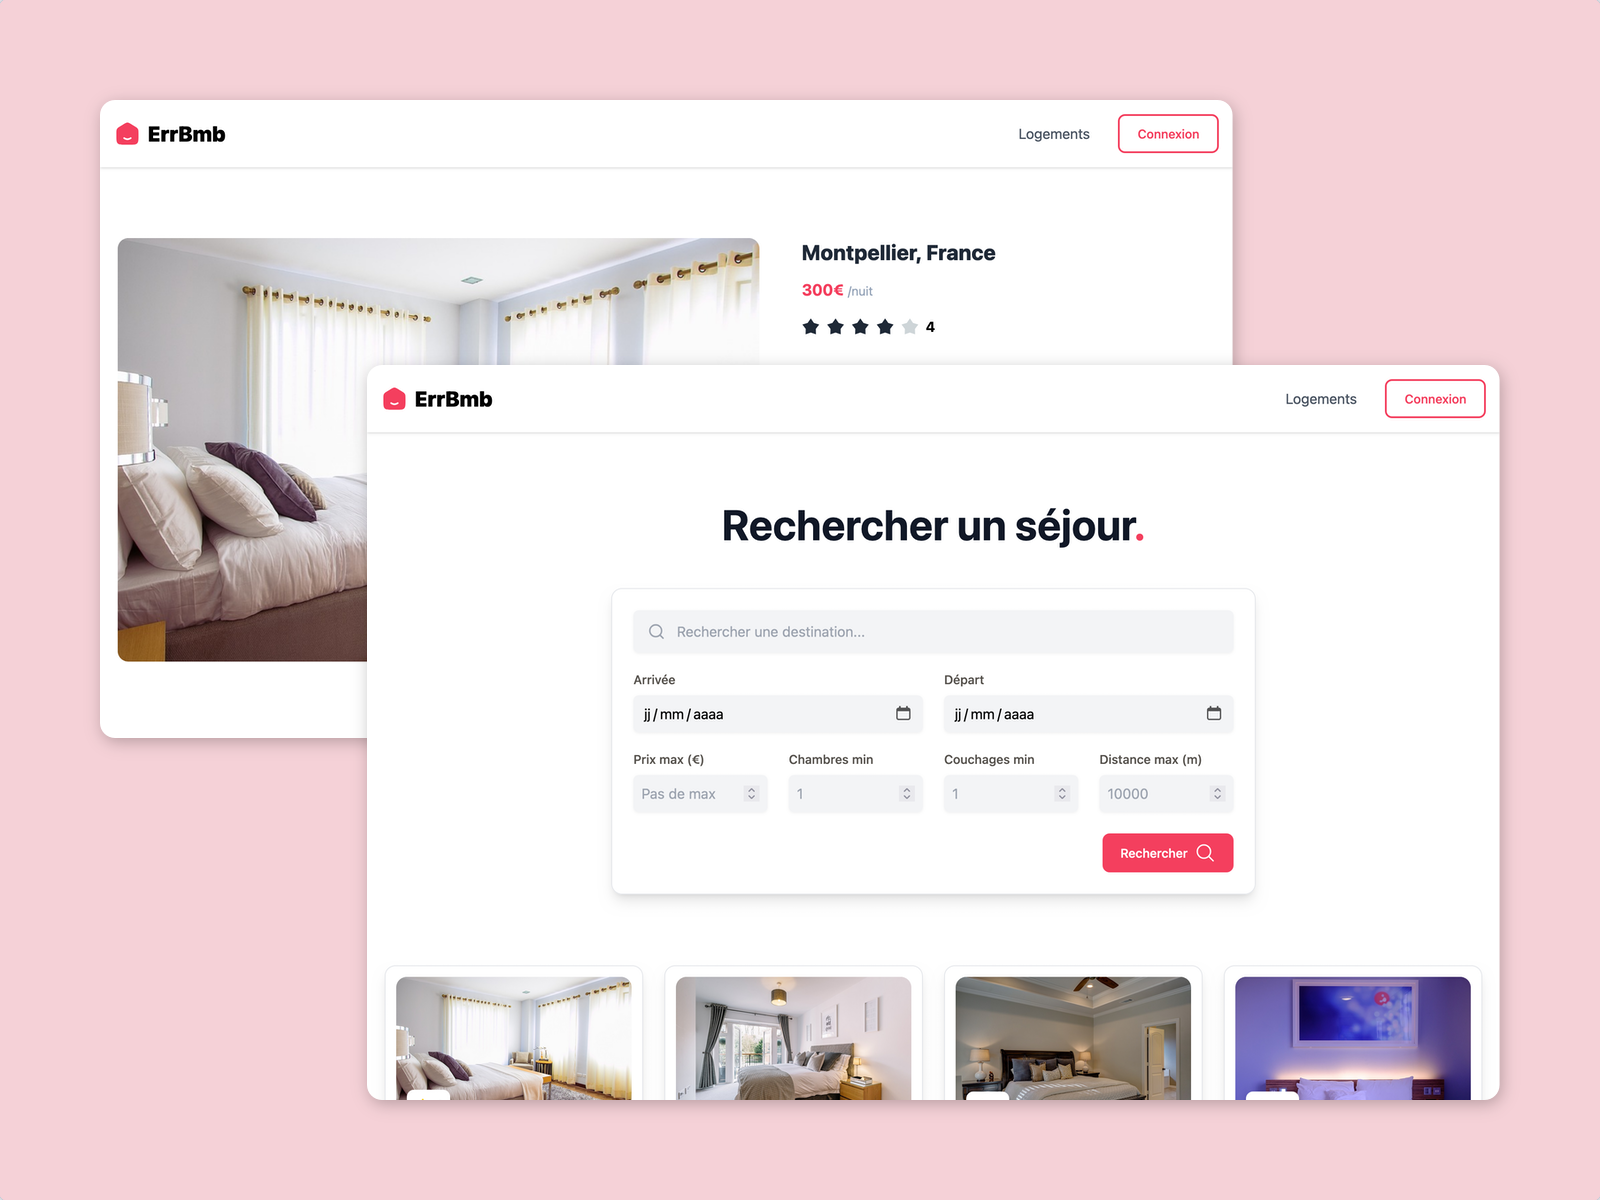 ErrBmb
Logements
Connexion
Montpellier, France
300€ /nuit
4
ErrBmb
Logements
Connexion
Rechercher un séjour.
Rechercher une destination...
Arrivée
Départ
jj/mm/aaaa
jj/mm/aaaa
Prix max (€)
Chambres min
Couchages min
Distance max (m)
Pas de max
1
1
10000
Rechercher